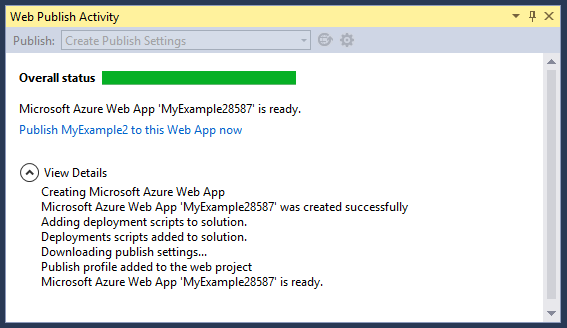 Web Publish Activity
Publish: Create Publish Settings
Overall status
Microsoft Azure Web App 'MyExample28587' is ready.
Publish MyExample2 to this Web App now
View Details
Creating Microsoft Azure Web App
Microsoft Azure Web App 'MyExample28587' was created successfully
Adding deployment scripts to solution.
Deployments scripts added to solution.
Downloading publish settings...
Publish profile added to the web project
Microsoft Azure Web App 'MyExample28587' is ready.